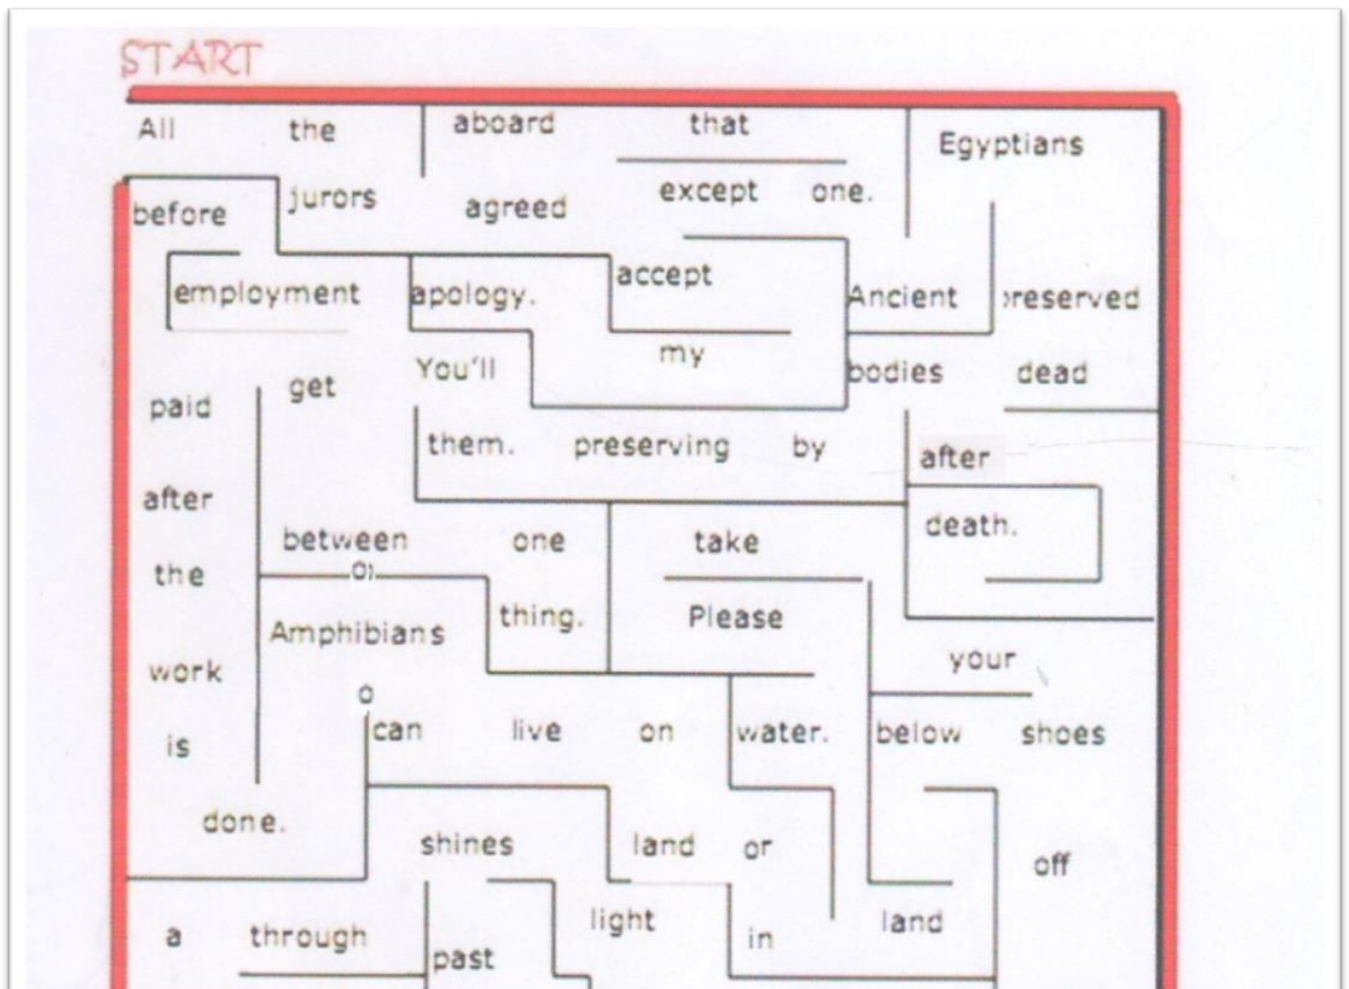 START
All the aboard that Egyptians
before jurors agreed except one.
employment apology. accept Ancient preserved
paid get You'll my bodies dead
them. preserving by after
after between one take death.
the Amphibians thing. Please
work your
is can live on water. below shoes
done. shines land or off
a through past light in land